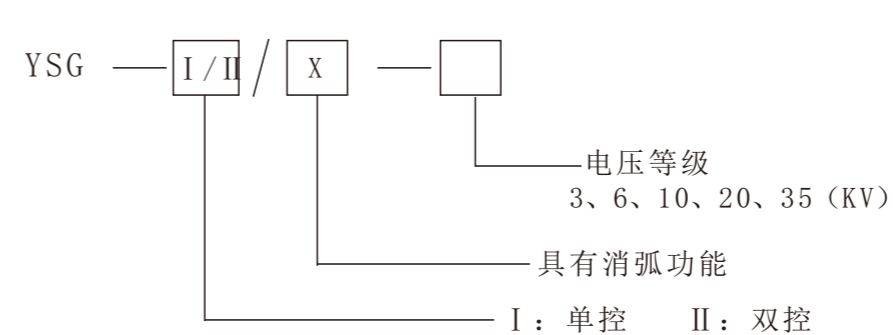 YSG — Ⅰ/Ⅱ / X —
电压等级
3、6、10、20、35（KV）
具有消弧功能
Ⅰ：单控 Ⅱ：双控